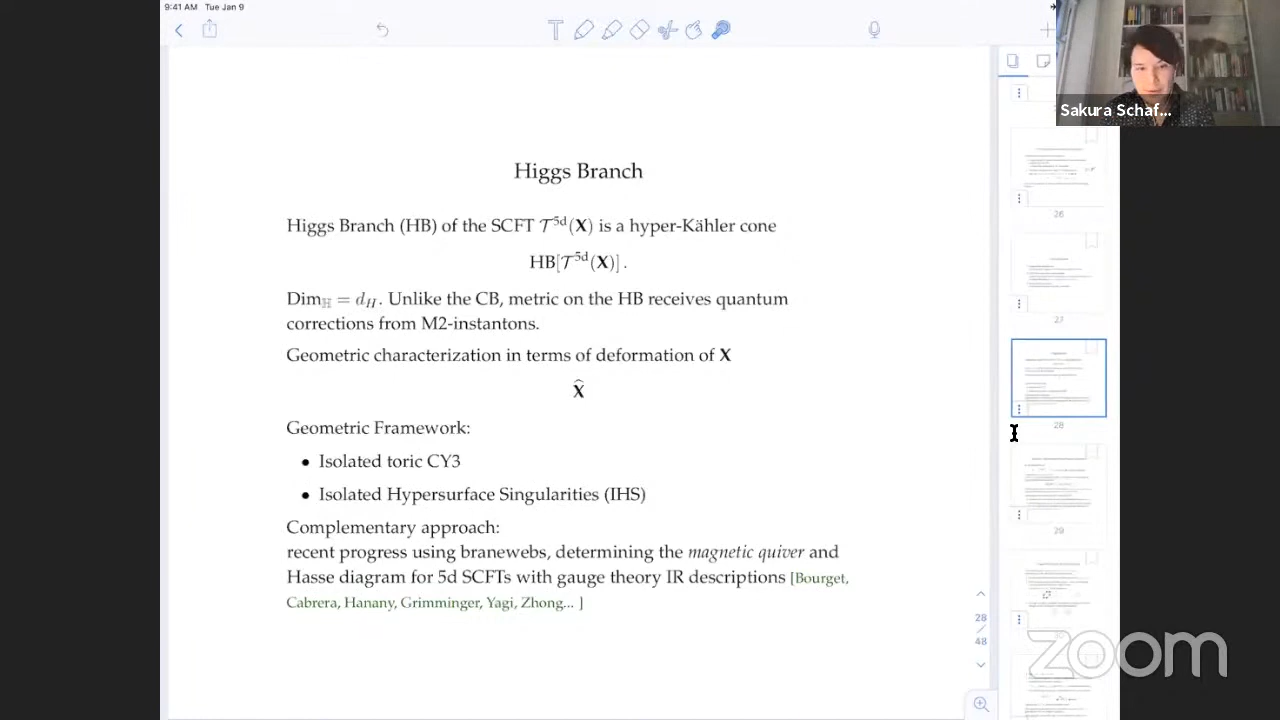 9:41 AM Tue Jan 9
Sakura Schaf...
Higgs Branch
Higgs Branch (HB) of the SCFT 𝒯⁵ᵈ(X) is a hyper-Kähler cone
HB[𝒯⁵ᵈ(X)] .
Dim = H. Unlike the CB, metric on the HB receives quantum
corrections from M2-instantons.
Geometric characterization in terms of deformation of X
X̂
Geometric Framework:
• Isolated toric CY3
• Isolated Hypersurface Singularities (IHS)
Complementary approach:
recent progress using branewebs, determining the magnetic quiver and
Hasse diagram for 5d SCFTs with gauge theory IR descriptions [Bourget,
Cabrera, Hanany, Grimminger, Yagi, Zhong... ]
28
/
48
26
27
28
29
30
zoom